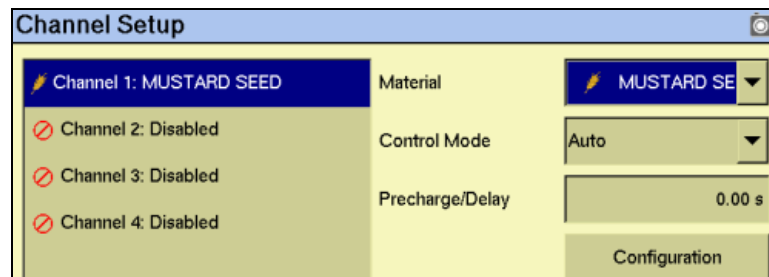 Channel Setup
Channel 1: MUSTARD SEED
Channel 2: Disabled
Channel 3: Disabled
Channel 4: Disabled
Material
MUSTARD SE
Control Mode
Auto
Precharge/Delay
0.00 s
Configuration